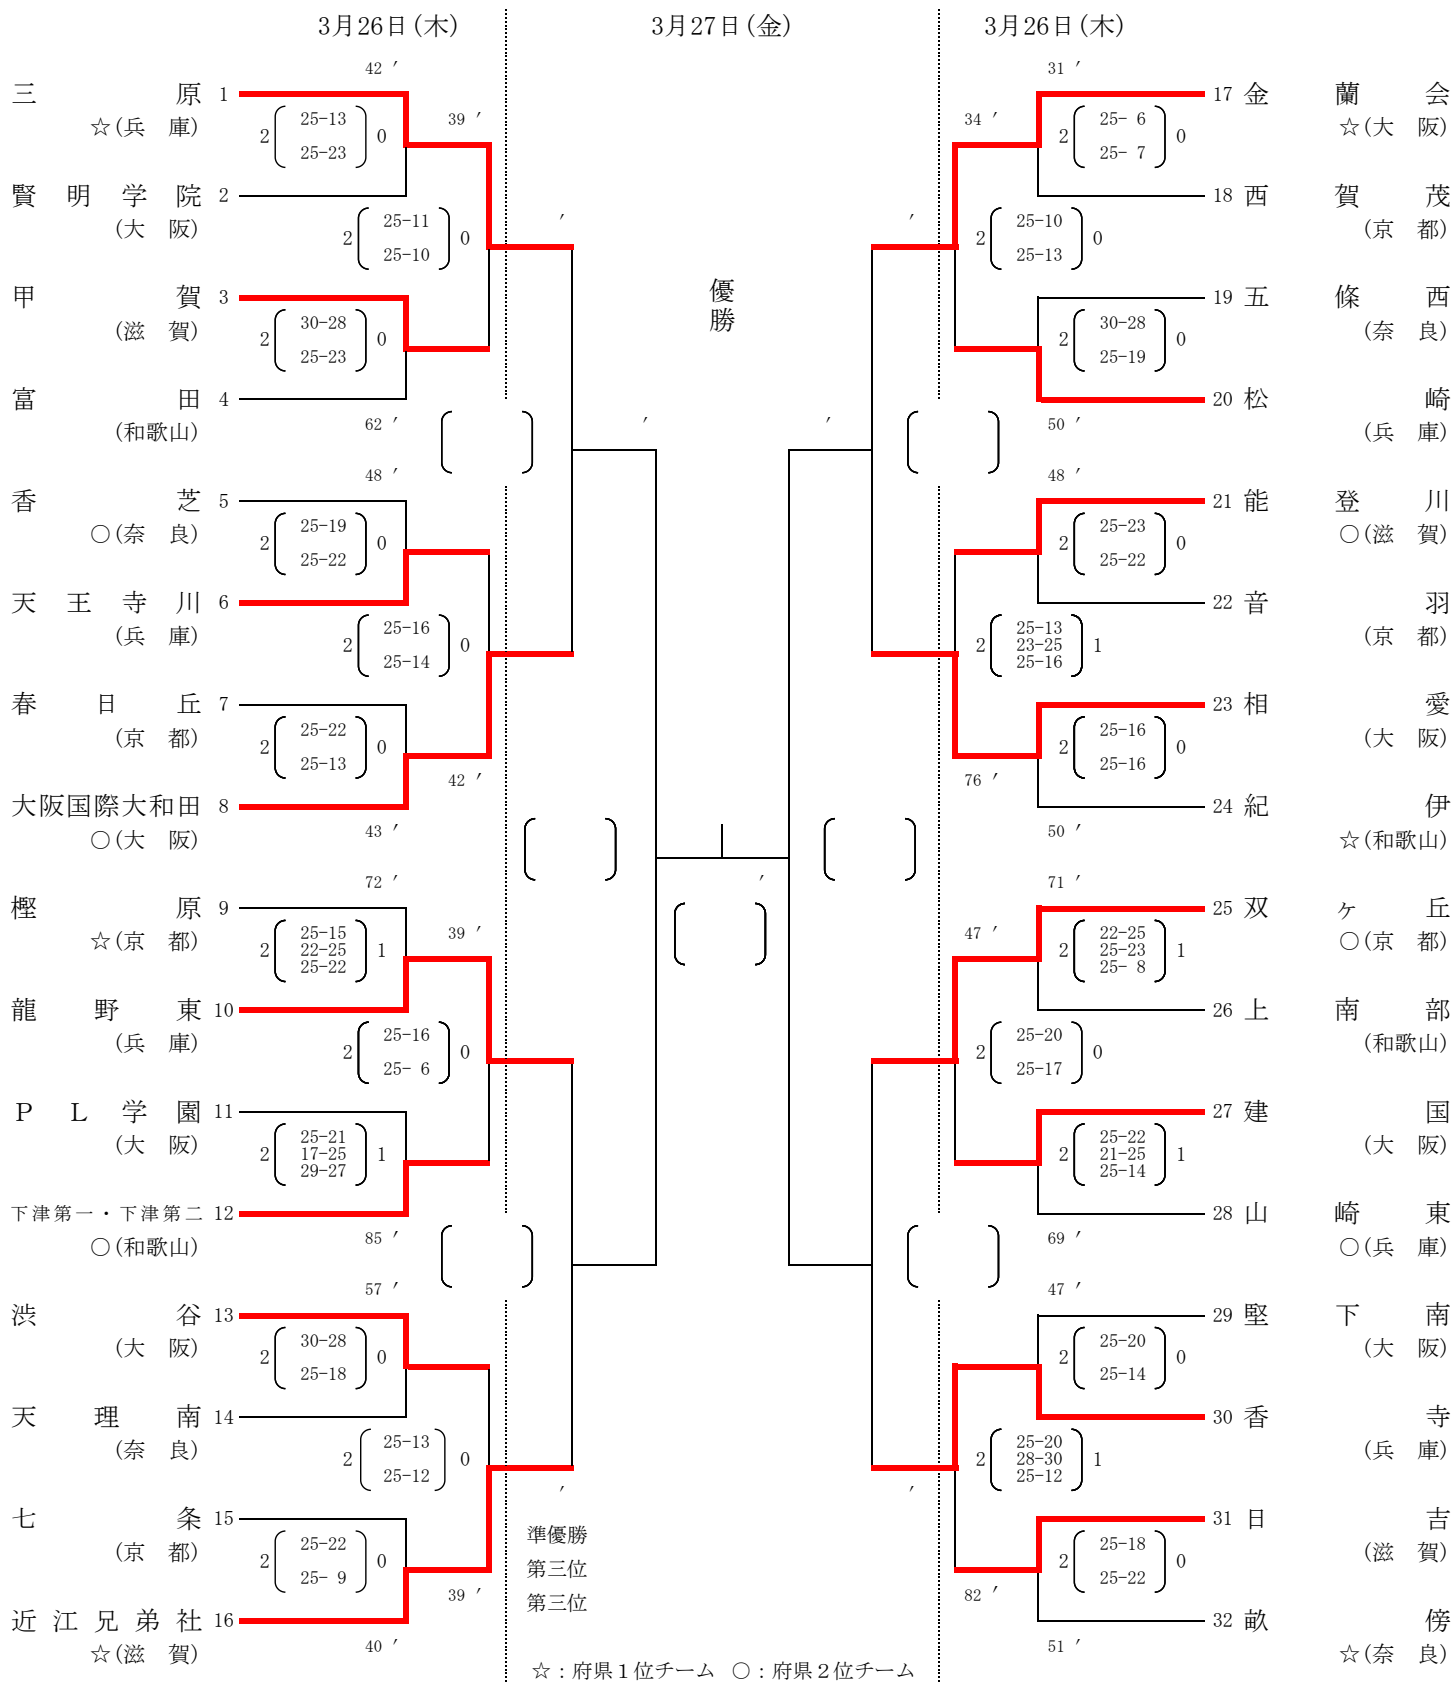 3月26日(木) 3月27日(金) 3月26日(木)
42 ′
三原 1
☆(兵 庫)
2 25-13 0
25-23
39 ′
賢明学院 2
(大 阪)
2 25-11 0
25-10
′
甲賀 3
(滋 賀)
2 30-28 0
25-23
富田 4
(和歌山)
62 ′
′
48 ′
香芝 5
○(奈 良)
2 25-19 0
25-22
天王寺川 6
(兵 庫)
2 25-16 0
25-14
春日丘 7
(京 都)
2 25-22 0
25-13
42 ′
大阪国際大和田 8
○(大 阪)
43 ′
72 ′
樫原 9
☆(京 都)
2 25-15 1
22-25
25-22
39 ′
龍野東 10
(兵 庫)
2 25-16 0
25- 6
PL学園 11
(大 阪)
2 25-21 1
17-25
29-27
下津第一・下津第二 12
○(和歌山)
85 ′
57 ′
渋谷 13
(大 阪)
2 30-28 0
25-18
天理南 14
(奈 良)
2 25-13 0
25-12
′
七条 15
(京 都)
2 25-22 0
25- 9
39 ′
近江兄弟社 16
☆(滋 賀)
40 ′
優
勝
′
準優勝
第三位
第三位
☆：府県１位チーム ○：府県２位チーム
31 ′
17 金蘭会
☆(大 阪)
34 ′
2 25- 6 0
25- 7
18 西賀茂
(京 都)
′
2 25-10 0
25-13
19 五條西
(奈 良)
2 30-28 0
25-19
20 松崎
(兵 庫)
50 ′
′
48 ′
21 能登川
○(滋 賀)
2 25-23 0
25-22
22 音羽
(京 都)
2 25-13 1
23-25
25-16
23 相愛
(大 阪)
2 25-16 0
25-16
76 ′
24 紀伊
☆(和歌山)
50 ′
71 ′
25 双ヶ丘
○(京 都)
47 ′
2 22-25 1
25-23
25- 8
26 上南部
(和歌山)
2 25-20 0
25-17
27 建国
(大 阪)
2 25-22 1
21-25
25-14
28 山崎東
○(兵 庫)
69 ′
47 ′
29 堅下南
(大 阪)
2 25-20 0
25-14
30 香寺
(兵 庫)
2 25-20 1
28-30
25-12
′
31 日吉
(滋 賀)
2 25-18 0
25-22
82 ′
32 畝傍
☆(奈 良)
51 ′